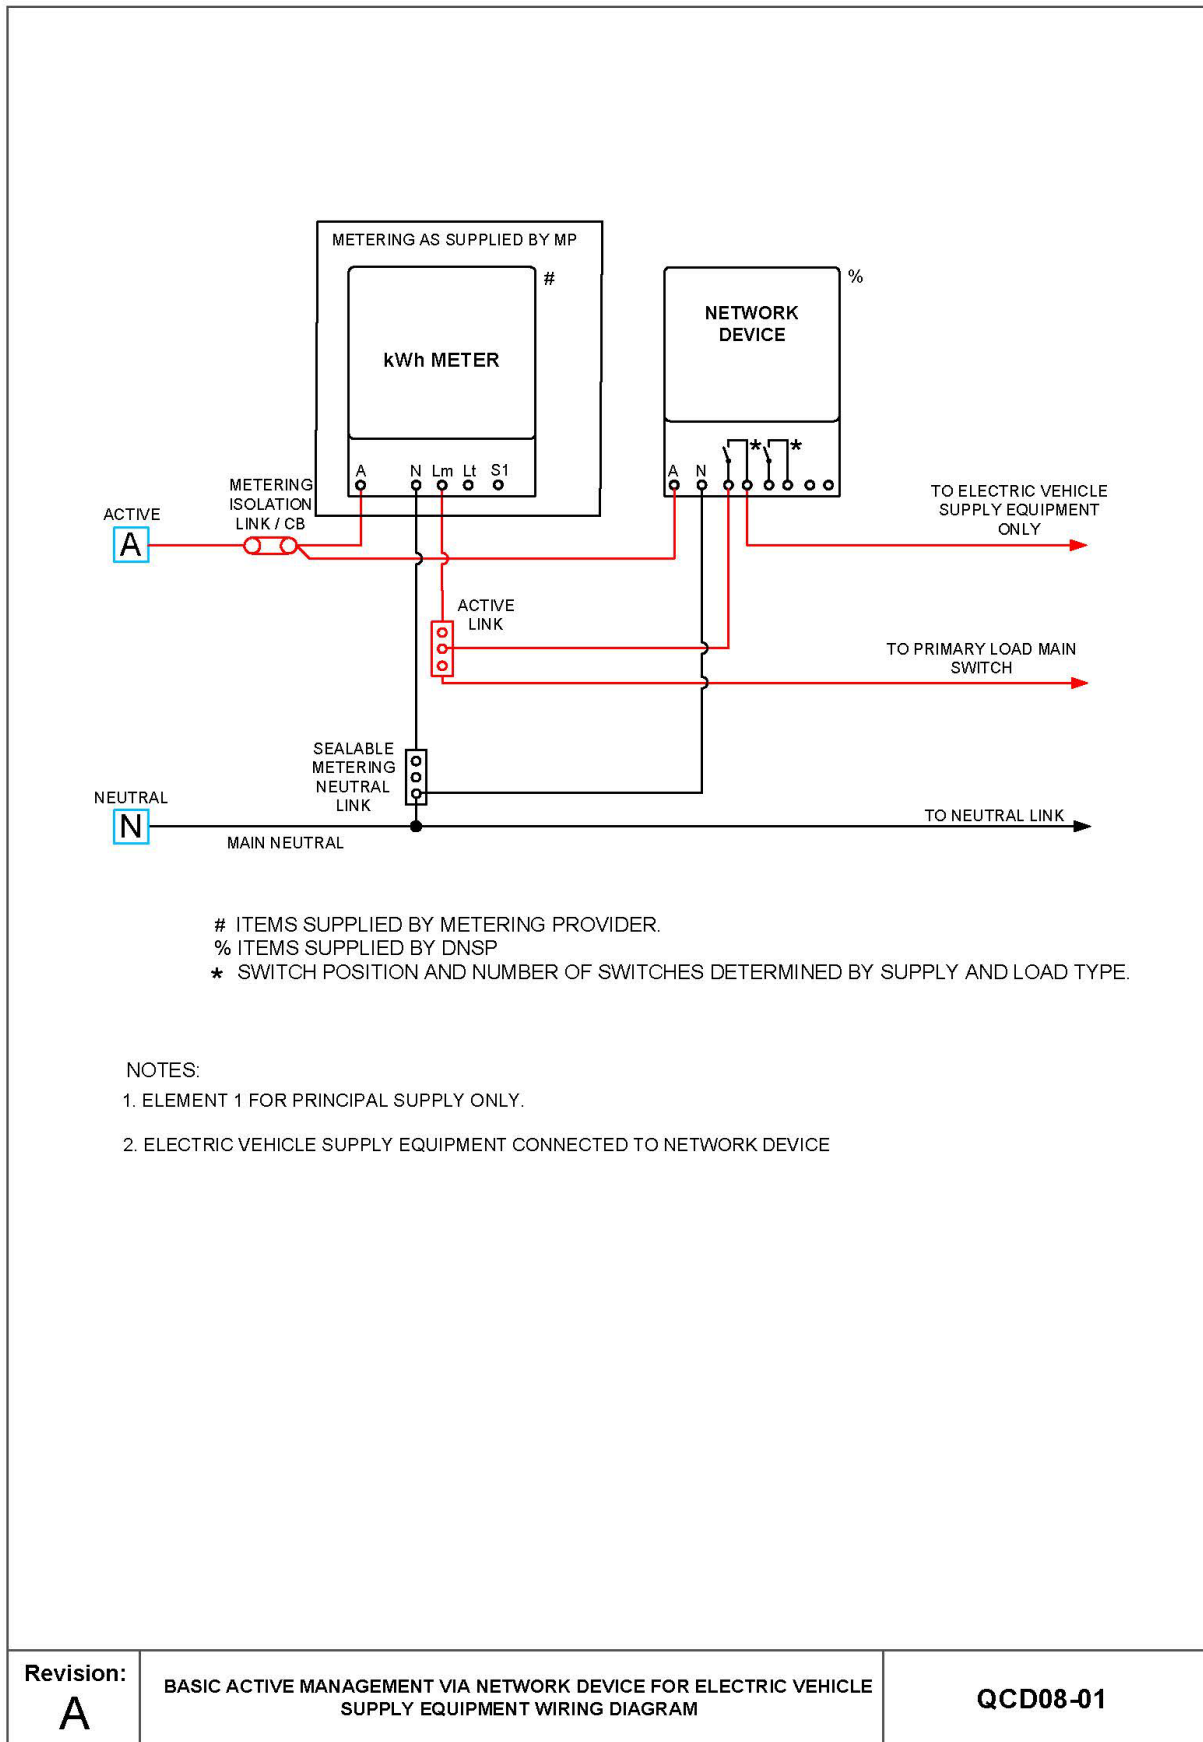 METERING AS SUPPLIED BY MP
#
kWh METER
A N Lm Lt S1
%
NETWORK
DEVICE
* *
A N
METERING
ISOLATION
LINK / CB
ACTIVE
A
TO ELECTRIC VEHICLE
SUPPLY EQUIPMENT
ONLY
ACTIVE
LINK
TO PRIMARY LOAD MAIN
SWITCH
SEALABLE
METERING
NEUTRAL
LINK
NEUTRAL
N
MAIN NEUTRAL
TO NEUTRAL LINK
# ITEMS SUPPLIED BY METERING PROVIDER.
% ITEMS SUPPLIED BY DNSP
* SWITCH POSITION AND NUMBER OF SWITCHES DETERMINED BY SUPPLY AND LOAD TYPE.
NOTES:
1. ELEMENT 1 FOR PRINCIPAL SUPPLY ONLY.
2. ELECTRIC VEHICLE SUPPLY EQUIPMENT CONNECTED TO NETWORK DEVICE
Revision:
A
BASIC ACTIVE MANAGEMENT VIA NETWORK DEVICE FOR ELECTRIC VEHICLE
SUPPLY EQUIPMENT WIRING DIAGRAM
QCD08-01